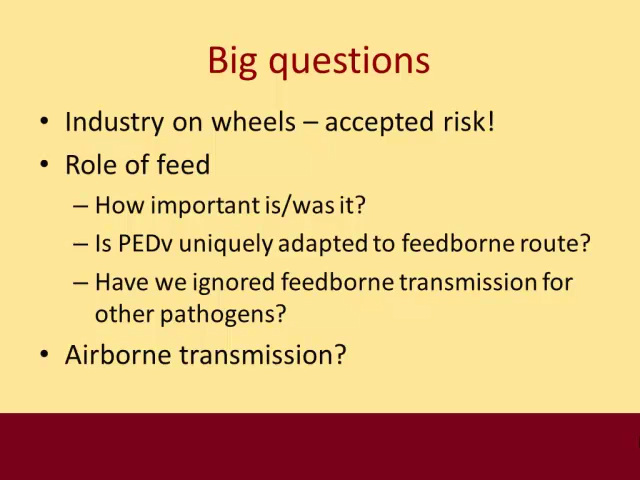 Big questions
• Industry on wheels – accepted risk!
• Role of feed
– How important is/was it?
– Is PEDv uniquely adapted to feedborne route?
– Have we ignored feedborne transmission for
other pathogens?
• Airborne transmission?